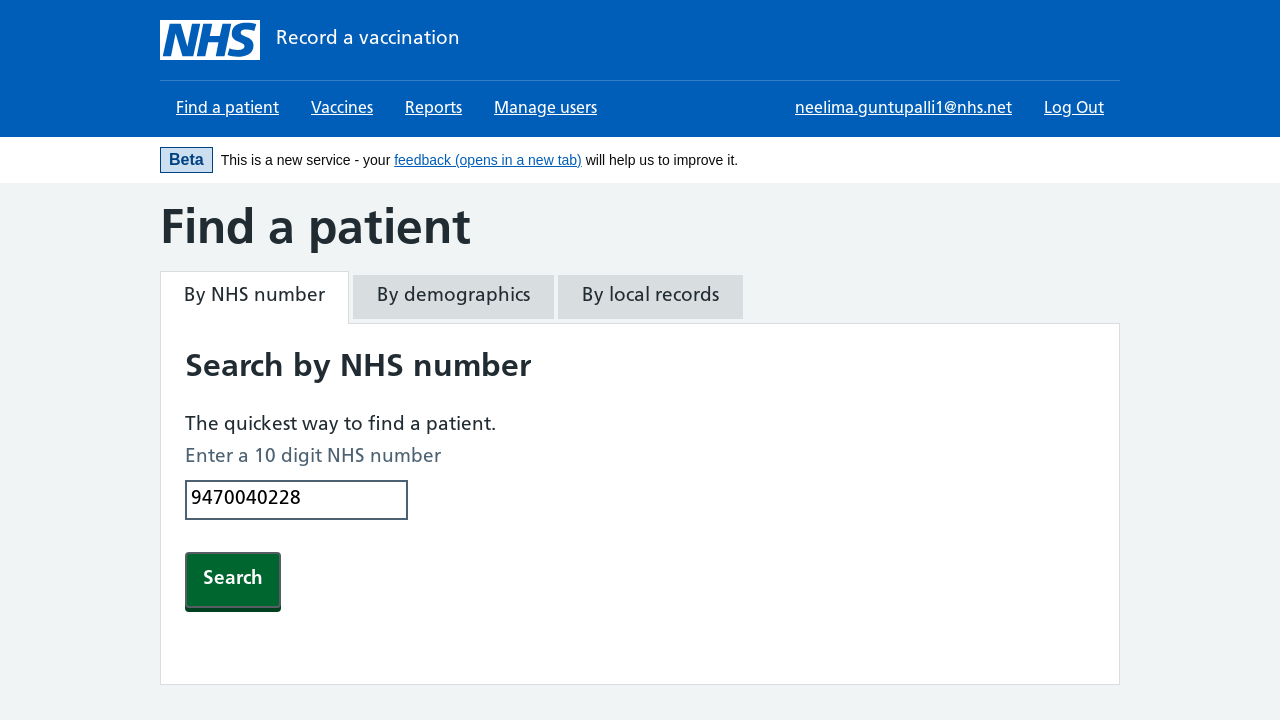 NHS Record a vaccination
Find a patient Vaccines Reports Manage users neelima.guntupalli1@nhs.net Log Out
Beta This is a new service - your feedback (opens in a new tab) will help us to improve it.
Find a patient
By NHS number By demographics By local records
Search by NHS number
The quickest way to find a patient.
Enter a 10 digit NHS number
9470040228
Search